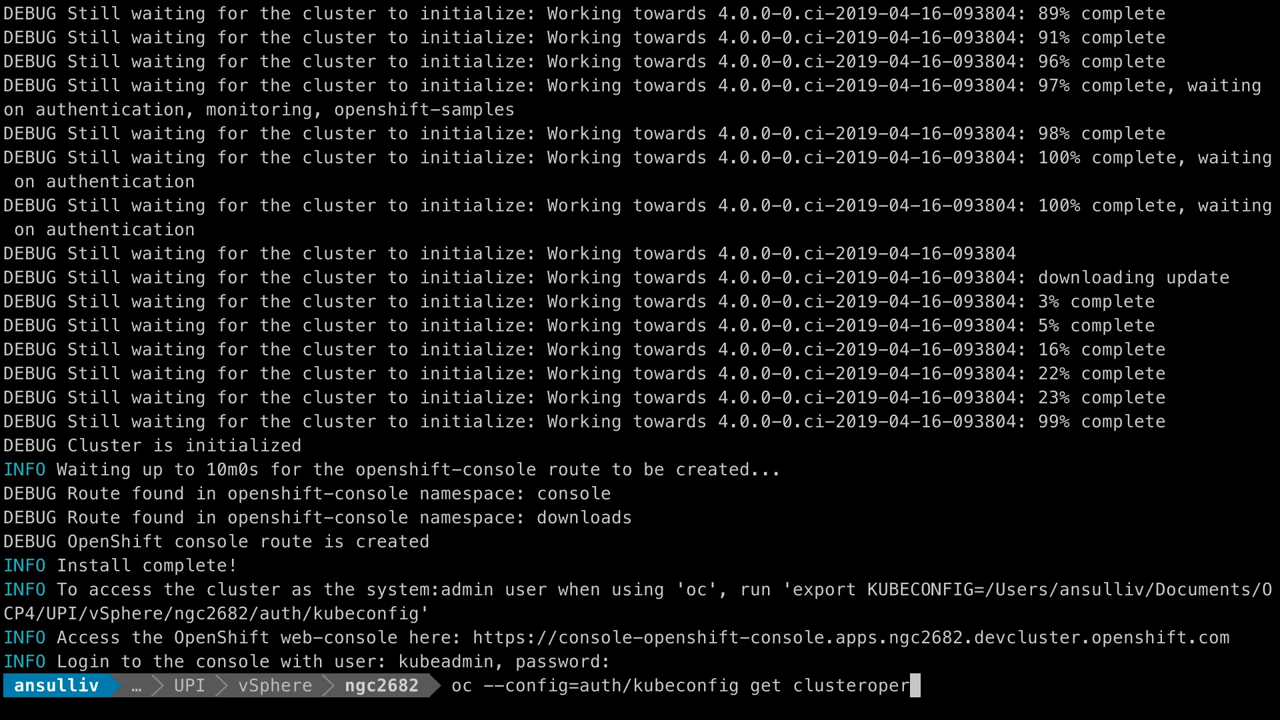 DEBUG Still waiting for the cluster to initialize: Working towards 4.0.0-0.ci-2019-04-16-093804: 89% complete
DEBUG Still waiting for the cluster to initialize: Working towards 4.0.0-0.ci-2019-04-16-093804: 91% complete
DEBUG Still waiting for the cluster to initialize: Working towards 4.0.0-0.ci-2019-04-16-093804: 96% complete
DEBUG Still waiting for the cluster to initialize: Working towards 4.0.0-0.ci-2019-04-16-093804: 97% complete, waiting
on authentication, monitoring, openshift-samples
DEBUG Still waiting for the cluster to initialize: Working towards 4.0.0-0.ci-2019-04-16-093804: 98% complete
DEBUG Still waiting for the cluster to initialize: Working towards 4.0.0-0.ci-2019-04-16-093804: 100% complete, waiting
 on authentication
DEBUG Still waiting for the cluster to initialize: Working towards 4.0.0-0.ci-2019-04-16-093804: 100% complete, waiting
 on authentication
DEBUG Still waiting for the cluster to initialize: Working towards 4.0.0-0.ci-2019-04-16-093804
DEBUG Still waiting for the cluster to initialize: Working towards 4.0.0-0.ci-2019-04-16-093804: downloading update
DEBUG Still waiting for the cluster to initialize: Working towards 4.0.0-0.ci-2019-04-16-093804: 3% complete
DEBUG Still waiting for the cluster to initialize: Working towards 4.0.0-0.ci-2019-04-16-093804: 5% complete
DEBUG Still waiting for the cluster to initialize: Working towards 4.0.0-0.ci-2019-04-16-093804: 16% complete
DEBUG Still waiting for the cluster to initialize: Working towards 4.0.0-0.ci-2019-04-16-093804: 22% complete
DEBUG Still waiting for the cluster to initialize: Working towards 4.0.0-0.ci-2019-04-16-093804: 23% complete
DEBUG Still waiting for the cluster to initialize: Working towards 4.0.0-0.ci-2019-04-16-093804: 99% complete
DEBUG Cluster is initialized
INFO Waiting up to 10m0s for the openshift-console route to be created...
DEBUG Route found in openshift-console namespace: console
DEBUG Route found in openshift-console namespace: downloads
DEBUG OpenShift console route is created
INFO Install complete!
INFO To access the cluster as the system:admin user when using 'oc', run 'export KUBECONFIG=/Users/ansulliv/Documents/O
CP4/UPI/vSphere/ngc2682/auth/kubeconfig'
INFO Access the OpenShift web-console here: https://console-openshift-console.apps.ngc2682.devcluster.openshift.com
INFO Login to the console with user: kubeadmin, password:
ansulliv … UPI vSphere ngc2682 oc --config=auth/kubeconfig get clusteroper